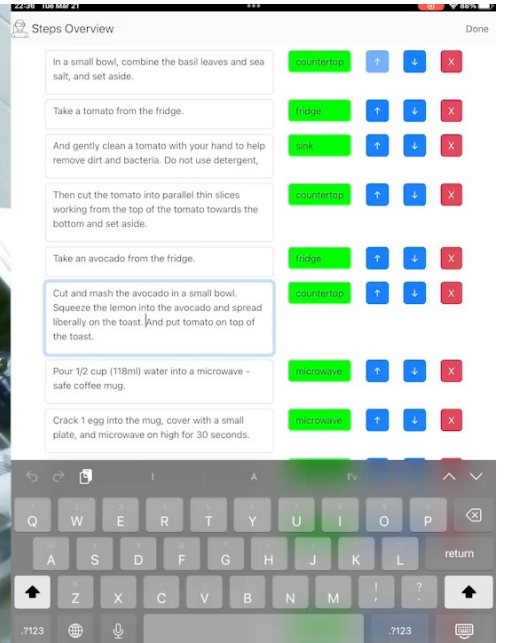 22:36 Tue Mar 21
88%
Steps Overview
Done
In a small bowl, combine the basil leaves and sea
salt, and set aside.
countertop
↑
↓
X
Take a tomato from the fridge.
fridge
↑
↓
X
And gently clean a tomato with your hand to help
remove dirt and bacteria. Do not use detergent,
sink
↑
↓
X
Then cut the tomato into parallel thin slices
working from the top of the tomato towards the
bottom and set aside.
countertop
↑
↓
X
Take an avocado from the fridge.
fridge
↑
↓
X
Cut and mash the avocado in a small bowl.
Squeeze the lemon into the avocado and spread
liberally on the toast. And put tomato on top of
the toast.
countertop
↑
↓
X
Pour 1/2 cup (118ml) water into a microwave -
safe coffee mug.
microwave
↑
↓
X
Crack 1 egg into the mug, cover with a small
plate, and microwave on high for 30 seconds.
microwave
↑
↓
X
I A I'v
Q W E R T Y U I O P
A S D F G H J K L return
Z X C V B N M ! , ? .
.?123 .?123